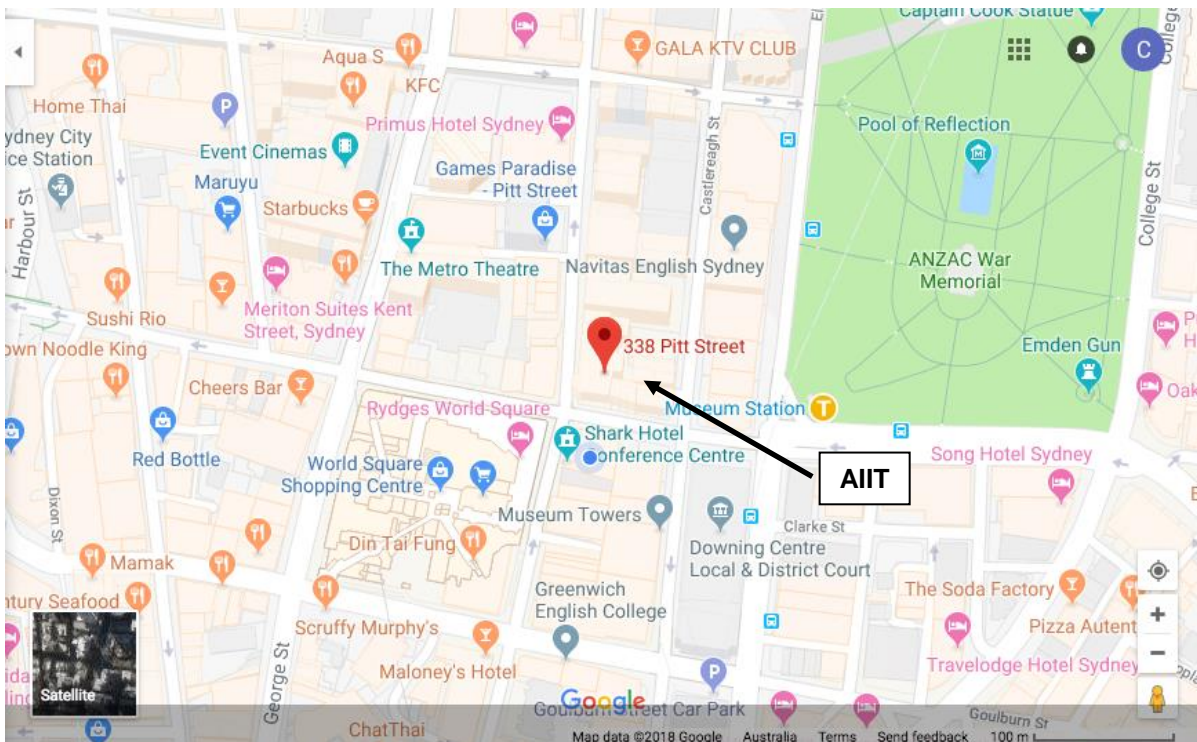 Captain Cook Statue
College
El
GALA KTV CLUB
C
Aqua S
KFC
Home Thai
P
Primus Hotel Sydney
Castlereagh St
Pool of Reflection
ydney City
ice Station
Event Cinemas
Games Paradise
- Pitt Street
Maruyu
Starbucks
College St
Harbour St
The Metro Theatre
Navitas English Sydney
ANZAC War
Memorial
Meriton Suites Kent
Street, Sydney
Sushi Rio
own Noodle King
338 Pitt Street
Emden Gun
Cheers Bar
Oak
Rydges World Square
Museum Station
T
Shark Hotel
Conference Centre
Red Bottle
World Square
Shopping Centre
AIIT
Song Hotel Sydney
Dixon St
Museum Towers
Clarke St
Din Tai Fung
Downing Centre
Local & District Court
Mamak
Greenwich
English College
The Soda Factory
ntury Seafood
Scruffy Murphy's
Pizza Autent
Maloney's Hotel
P
Travelodge Hotel Sydney
Satellite
George St
Google
Goulburn Street Car Park
Goulburn St
ChatThai
Map data ©2018 Google Australia Terms Send feedback 100 m